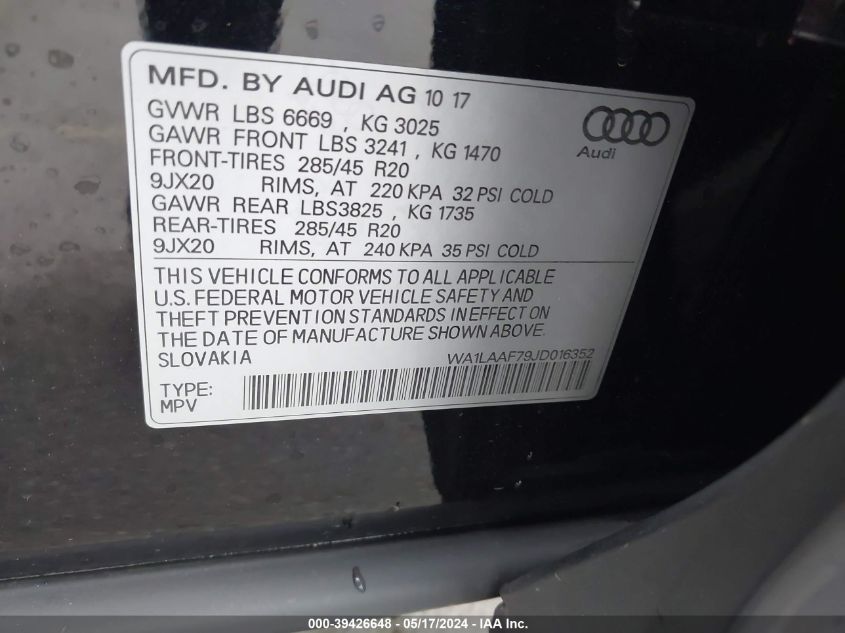 MFD. BY AUDI AG 10 17
GVWR LBS 6669 , KG 3025
GAWR FRONT LBS 3241 , KG 1470
FRONT-TIRES 285/45 R20
9JX20 RIMS, AT 220 KPA 32 PSI COLD
GAWR REAR LBS3825 , KG 1735
REAR-TIRES 285/45 R20
9JX20 RIMS, AT 240 KPA 35 PSI COLD
Audi
THIS VEHICLE CONFORMS TO ALL APPLICABLE
U.S. FEDERAL MOTOR VEHICLE SAFETY AND
THEFT PREVENTION STANDARDS IN EFFECT ON
THE DATE OF MANUFACTURE SHOWN ABOVE.
SLOVAKIA WA1LAAF79JD016352
TYPE:
MPV
000-39426648 - 05/17/2024 - IAA Inc.